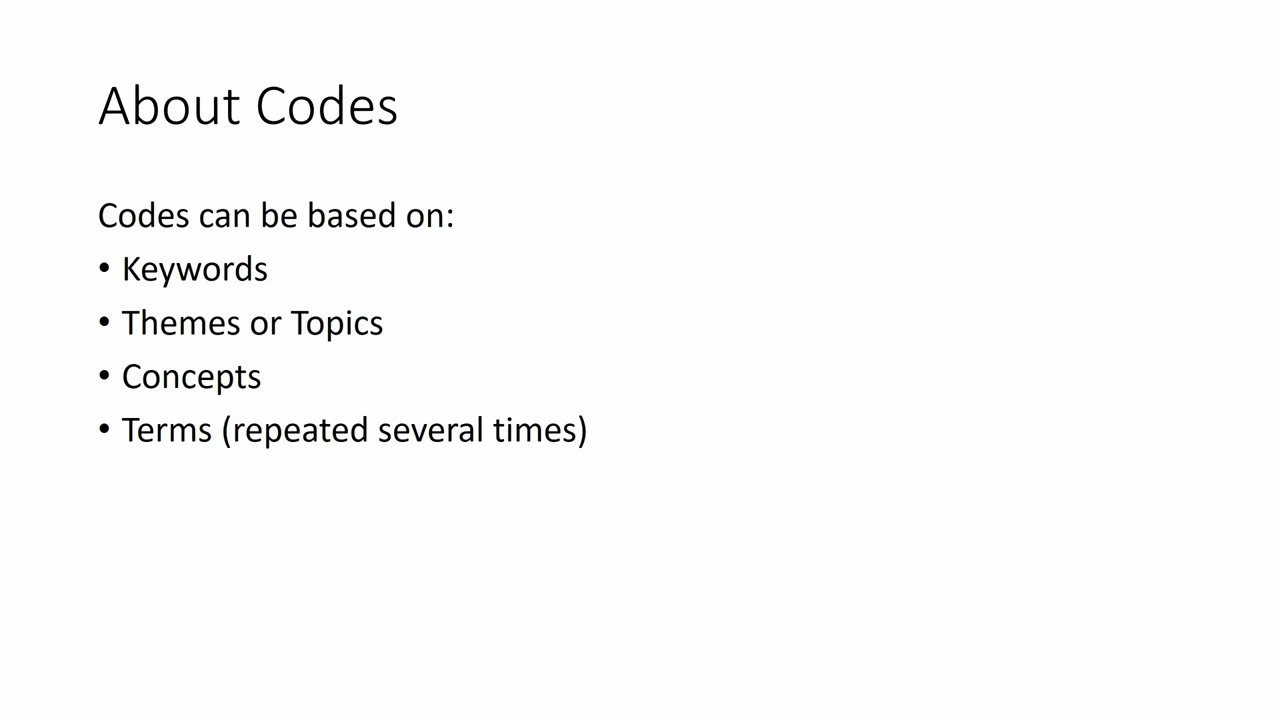 About Codes
Codes can be based on:
• Keywords
• Themes or Topics
• Concepts
• Terms (repeated several times)